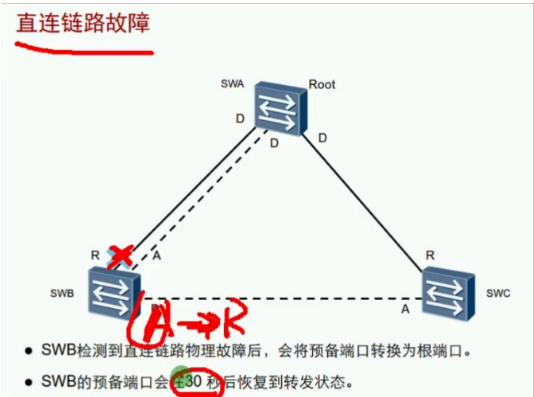 直连链路故障
SWA
Root
D
D
D
R
A
R
SWB
A
SWC
A → R
● SWB检测到直连链路物理故障后，会将预备端口转换为根端口。
● SWB的预备端口会在30 秒后恢复到转发状态。